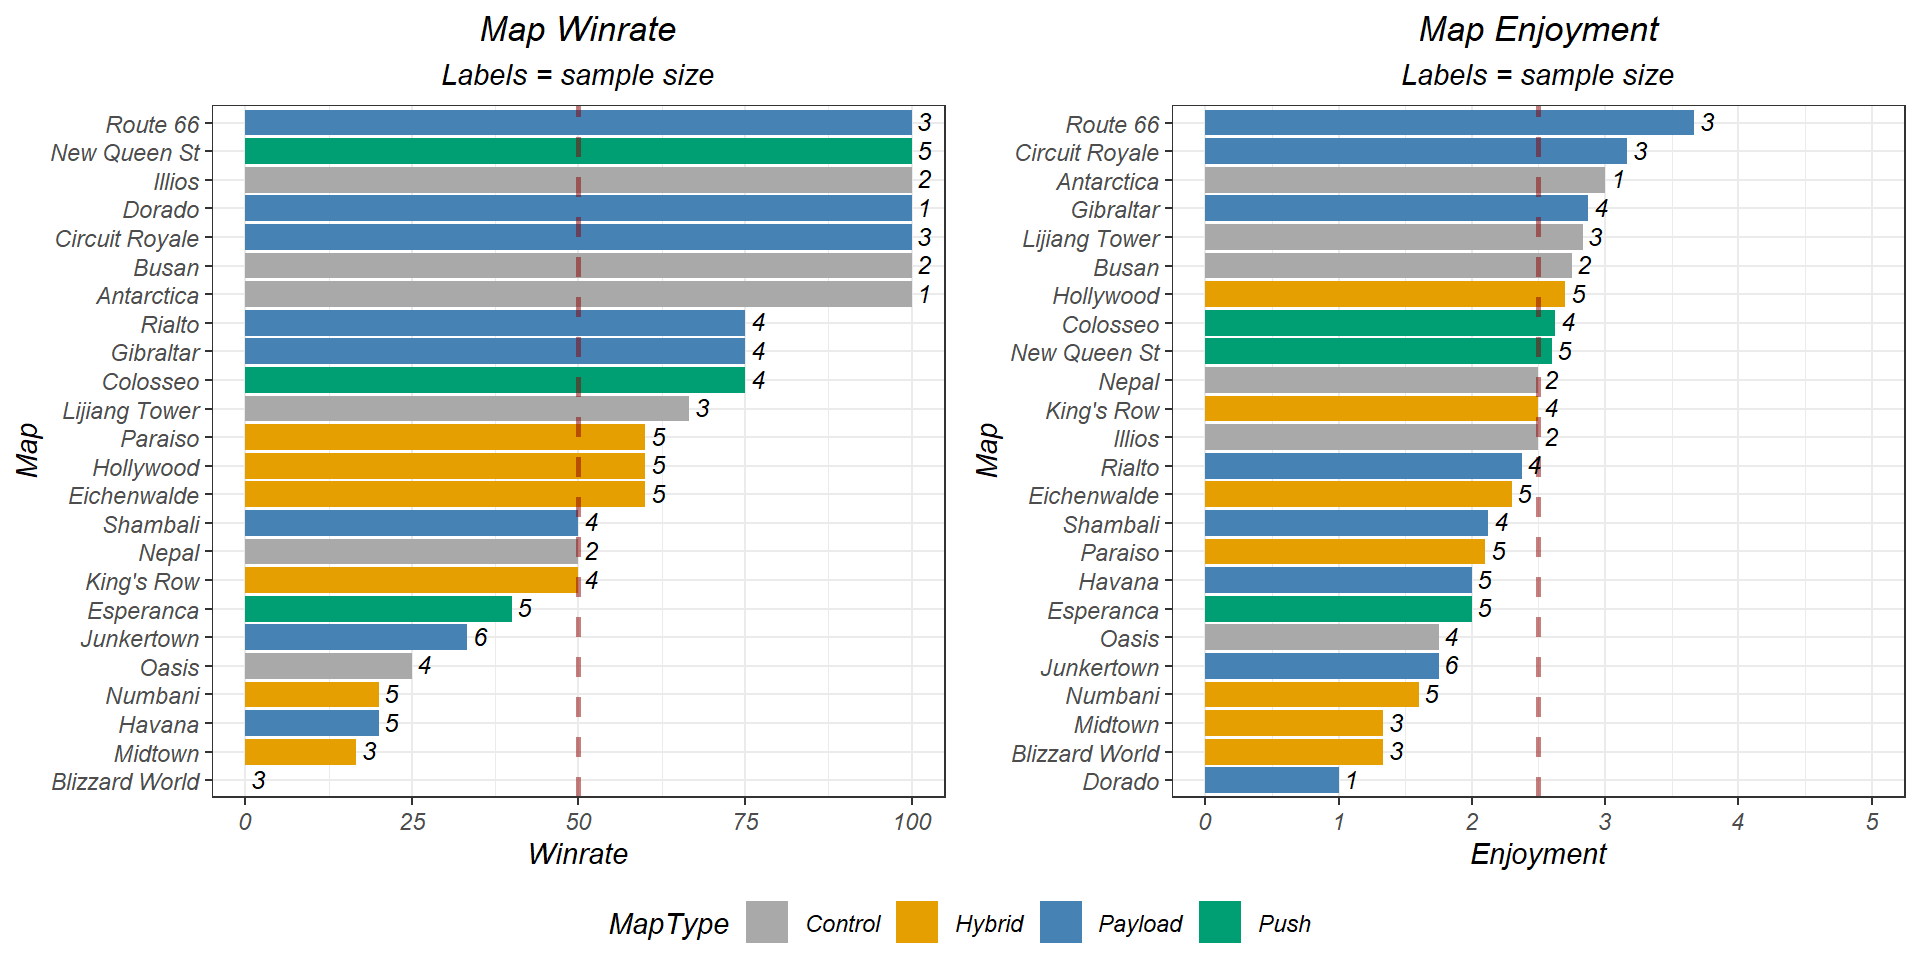 Map Winrate
Labels = sample size
Map
Route 66 3
New Queen St 5
Illios 2
Dorado 1
Circuit Royale 3
Busan 2
Antarctica 1
Rialto 4
Gibraltar 4
Colosseo 4
Lijiang Tower 3
Paraiso 5
Hollywood 5
Eichenwalde 5
Shambali 4
Nepal 2
King's Row 4
Esperanca 5
Junkertown 6
Oasis 4
Numbani 5
Havana 5
Midtown 3
Blizzard World 3
0 25 50 75 100
Winrate
Map Enjoyment
Labels = sample size
Map
Route 66 3
Circuit Royale 3
Antarctica 1
Gibraltar 4
Lijiang Tower 3
Busan 2
Hollywood 5
Colosseo 4
New Queen St 5
Nepal 2
King's Row 4
Illios 2
Rialto 4
Eichenwalde 5
Shambali 4
Paraiso 5
Havana 5
Esperanca 5
Oasis 4
Junkertown 6
Numbani 5
Midtown 3
Blizzard World 3
Dorado 1
0 1 2 3 4 5
Enjoyment
MapType Control Hybrid Payload Push